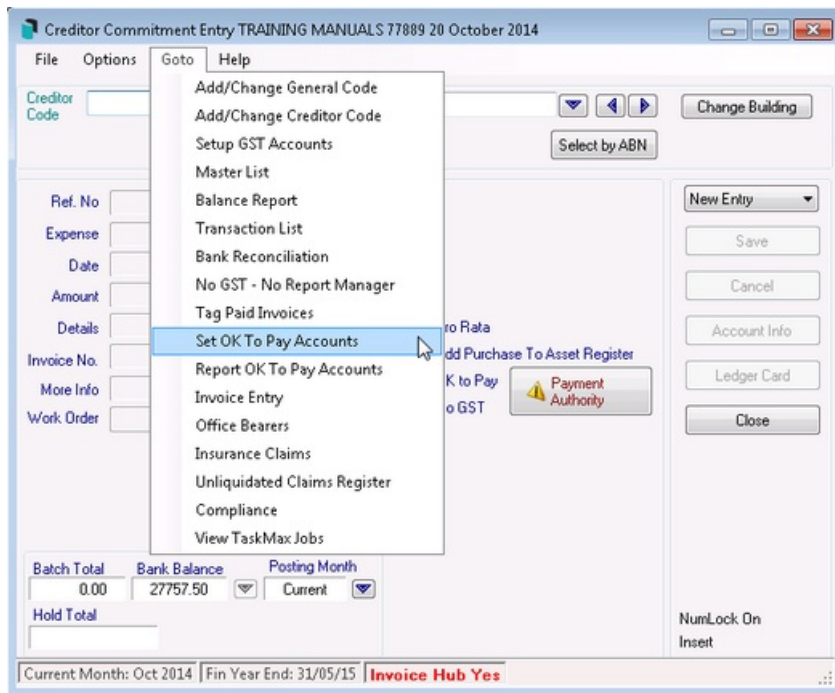 Creditor Commitment Entry TRAINING MANUALS 77889 20 October 2014
File Options Goto Help
Creditor Code
Change Building
Select by ABN
Add/Change General Code
Add/Change Creditor Code
Setup GST Accounts
Master List
Balance Report
Transaction List
Bank Reconciliation
No GST - No Report Manager
Tag Paid Invoices
Set OK To Pay Accounts
Report OK To Pay Accounts
Invoice Entry
Office Bearers
Insurance Claims
Unliquidated Claims Register
Compliance
View TaskMax Jobs
Ref. No
Expense
Date
Amount
Details
Invoice No.
More Info
Work Order
ro Rata
dd Purchase To Asset Register
K to Pay
o GST
Payment
Authority
New Entry
Save
Cancel
Account Info
Ledger Card
Close
Batch Total Bank Balance Posting Month
0.00 27757.50 Current
Hold Total
NumLock On
Insert
Current Month: Oct 2014 Fin Year End: 31/05/15 Invoice Hub Yes